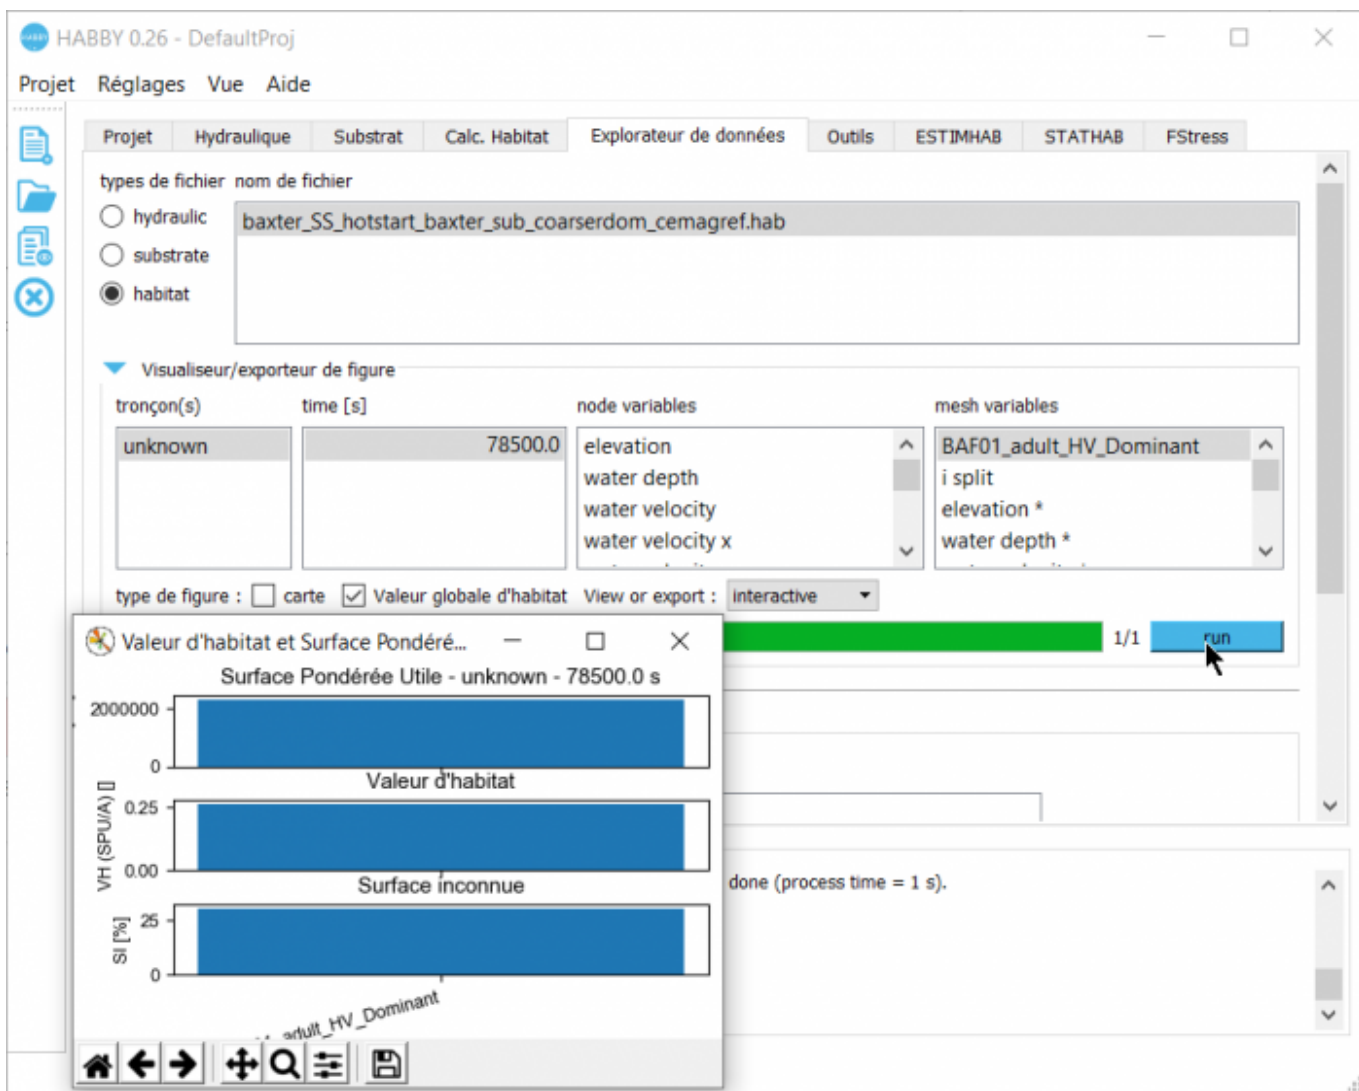 HABBY 0.26 - DefaultProj
Projet Réglages Vue Aide
Projet Hydraulique Substrat Calc. Habitat Explorateur de données Outils ESTIMHAB STATHAB FStress
types de fichier nom de fichier
hydraulic
baxter_SS_hotstart_baxter_sub_coarserdom_cemagref.hab
substrate
habitat
Visualiseur/exporteur de figure
tronçon(s) time [s] node variables mesh variables
unknown 78500.0 elevation BAF01_adult_HV_Dominant
water depth i split
water velocity elevation *
water velocity x water depth *
type de figure : carte Valeur globale d'habitat View or export : interactive
1/1 run
Valeur d'habitat et Surface Pondéré...
Surface Pondérée Utile - unknown - 78500.0 s
2000000
0
Valeur d'habitat
VH (SPU/A) []
0.25
0.00
Surface inconnue
SI [%]
25
0
adult_HV_Dominant
done (process time = 1 s).